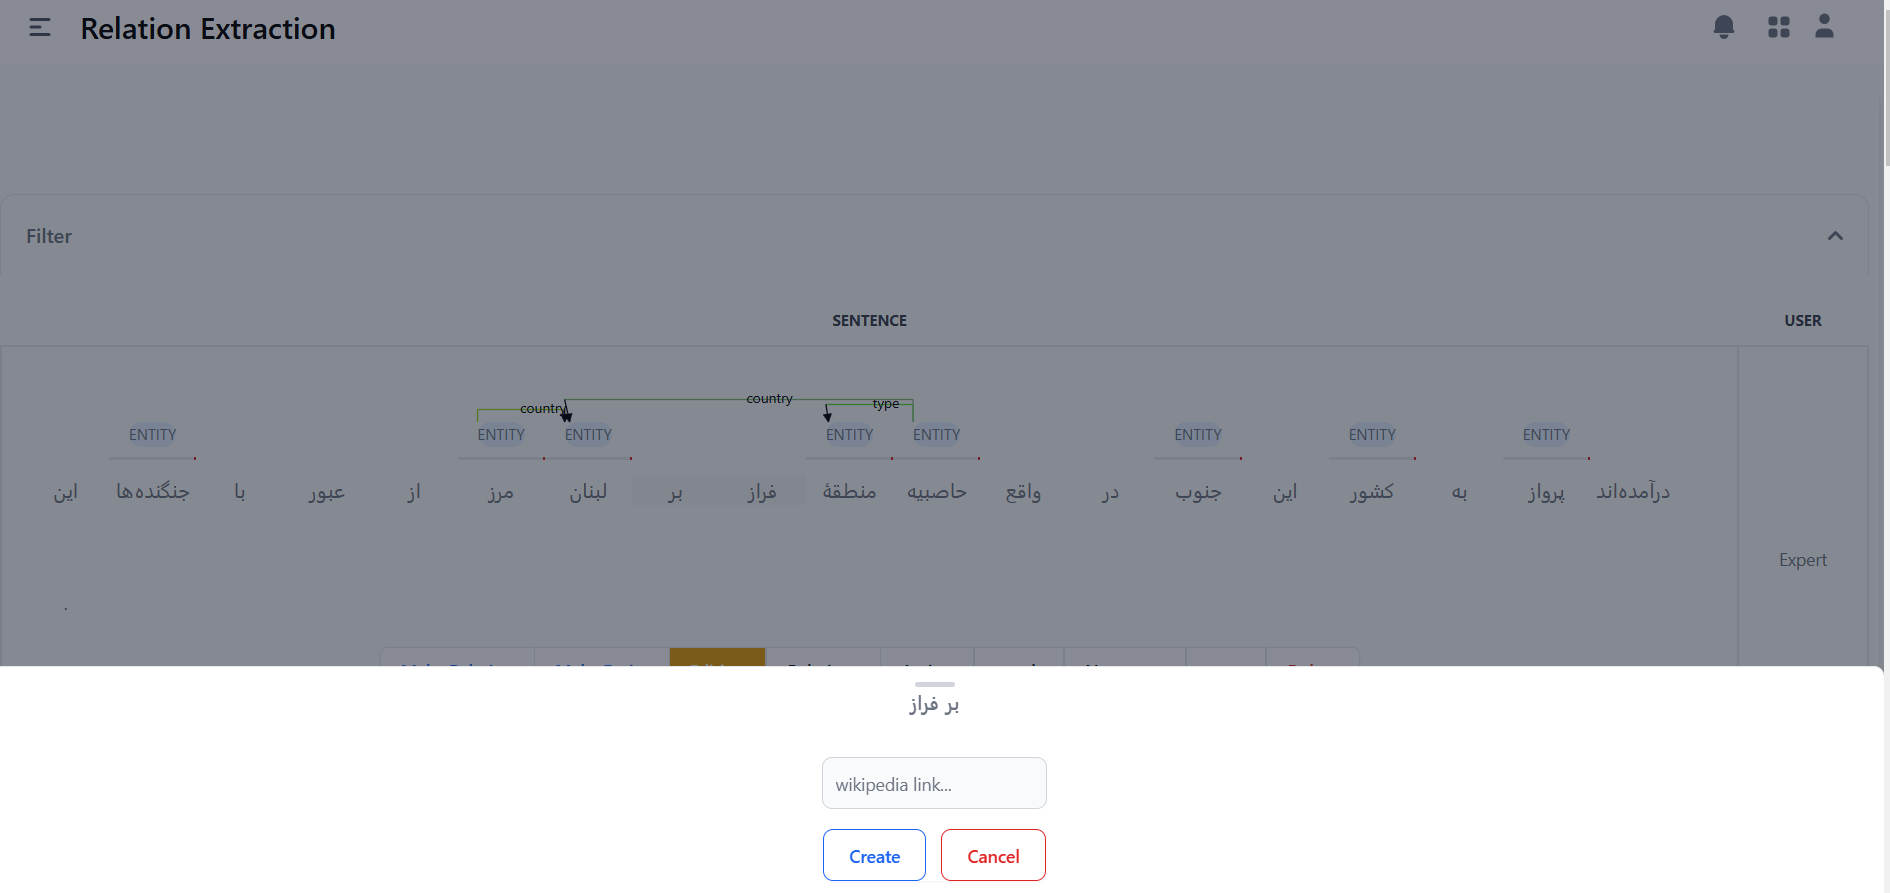 Relation Extraction
Filter
SENTENCE USER
country country type
ENTITY ENTITY ENTITY ENTITY ENTITY ENTITY ENTITY ENTITY
این جنگنده‌ها با عبور از مرز لبنان بر فراز منطقهٔ حاصبیه واقع در جنوب این کشور به پرواز درآمده‌اند
Expert
.
بر فراز
wikipedia link...
Create Cancel